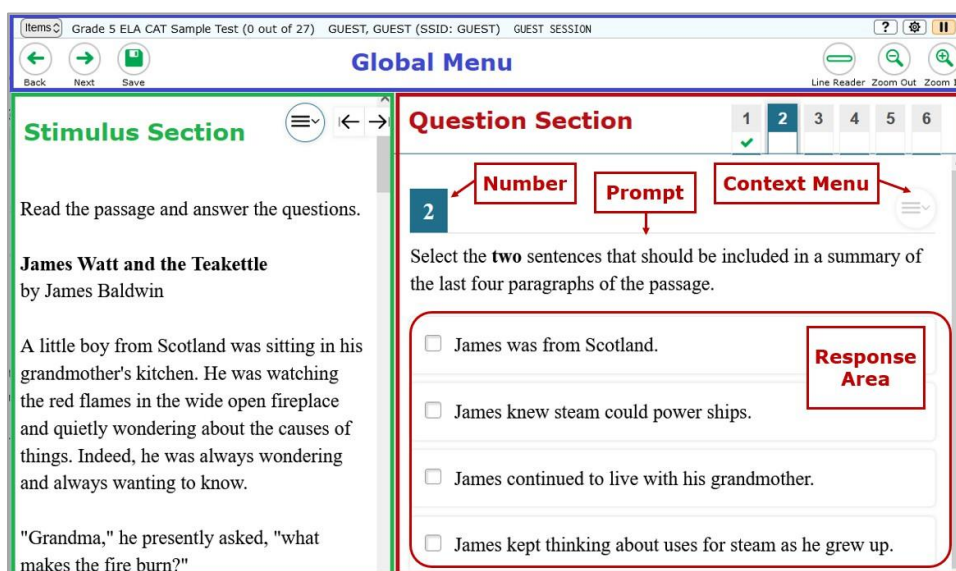 Items
Grade 5 ELA CAT Sample Test (0 out of 27) GUEST, GUEST (SSID: GUEST) GUEST SESSION
?
Back Next Save
Global Menu
Line Reader Zoom Out Zoom I
Stimulus Section
Read the passage and answer the questions.
James Watt and the Teakettle
by James Baldwin
A little boy from Scotland was sitting in his
grandmother's kitchen. He was watching
the red flames in the wide open fireplace
and quietly wondering about the causes of
things. Indeed, he was always wondering
and always wanting to know.
"Grandma," he presently asked, "what
makes the fire burn?"
Question Section
1 2 3 4 5 6
Number
Prompt
Context Menu
2
Select the two sentences that should be included in a summary of
the last four paragraphs of the passage.
James was from Scotland.
Response
Area
James knew steam could power ships.
James continued to live with his grandmother.
James kept thinking about uses for steam as he grew up.